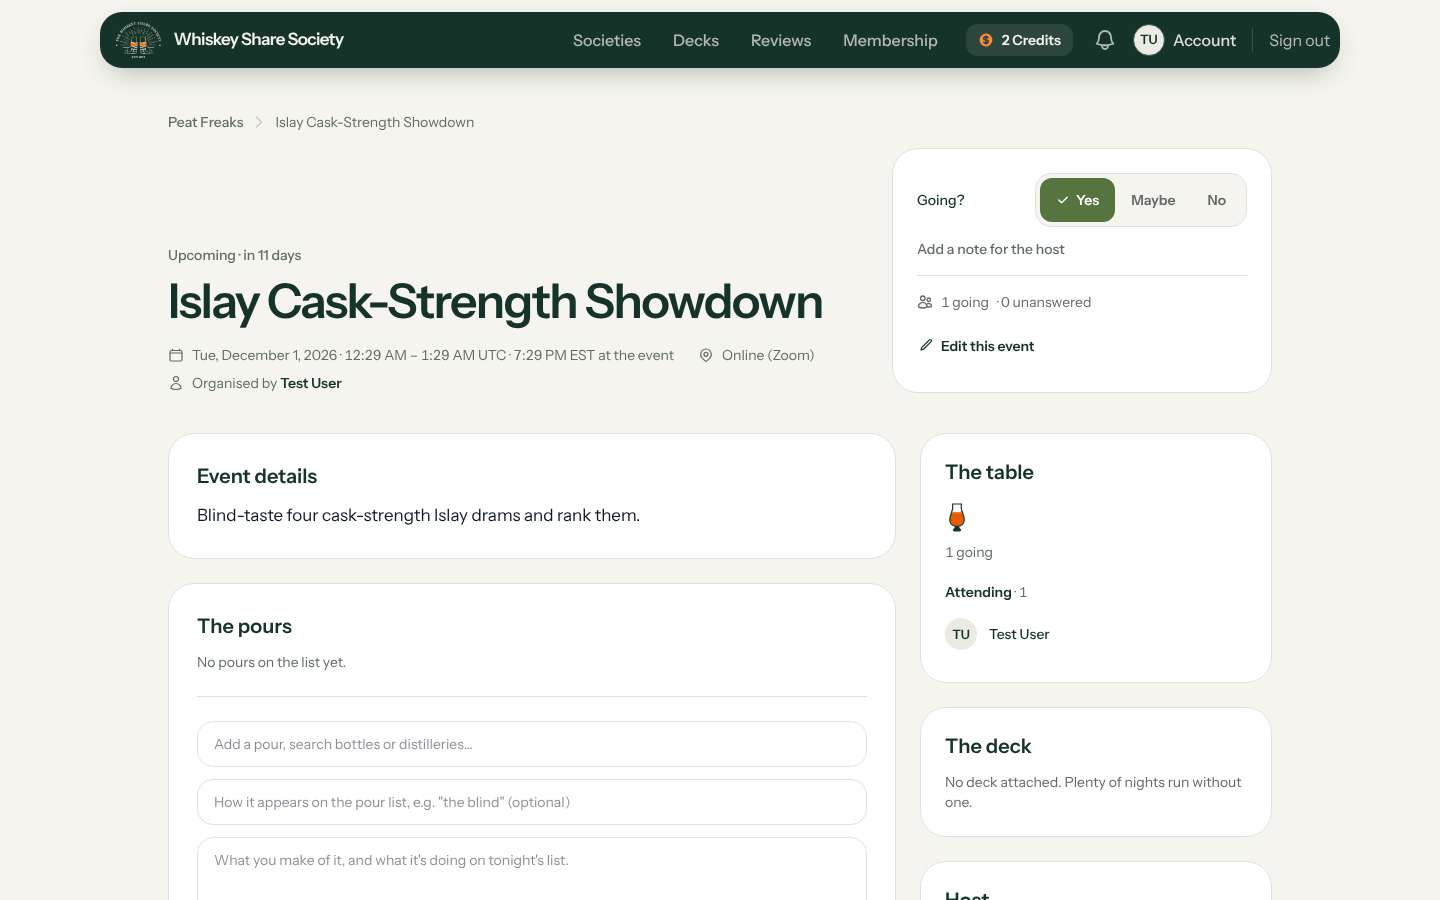 Whiskey Share Society
Societies
Decks
Reviews
Membership
2 Credits
TU
Account
Sign out
Peat Freaks
Islay Cask-Strength Showdown
Upcoming · in 11 days
Islay Cask-Strength Showdown
Tue, December 1, 2026 · 12:29 AM – 1:29 AM UTC · 7:29 PM EST at the event
Online (Zoom)
Organised by Test User
Going?
Yes
Maybe
No
Add a note for the host
1 going · 0 unanswered
Edit this event
Event details
Blind-taste four cask-strength Islay drams and rank them.
The pours
No pours on the list yet.
Add a pour, search bottles or distilleries...
How it appears on the pour list, e.g. "the blind" (optional)
What you make of it, and what it's doing on tonight's list.
The table
1 going
Attending · 1
TU
Test User
The deck
No deck attached. Plenty of nights run without
one.
Host